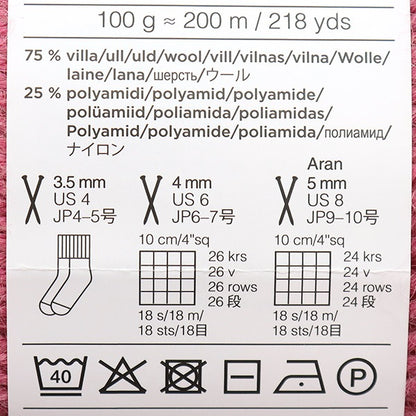 100 g ≈ 200 m / 218 yds
75 % villa/ull/uld/wool/vill/vilnas/vilna/Wolle/
laine/lana/шерсть/ウール
25 % polyamidi/polyamid/polyamide/
polüamiid/poliamīds/poliamidas/
Polyamid/polyamide/poliamida/полиамид/
ナイロン
3.5 mm
US 4
JP4–5号
4 mm
US 6
JP6–7号
Aran
5 mm
US 8
JP9–10号
10 cm/4"sq
26 krs
26 v
26 rows
26 段
18 s/18 m/
18 sts/18目
10 cm/4"sq
24 krs
24 v
24 rows
24 段
18 s/18 m/
18 sts/18目
40
P